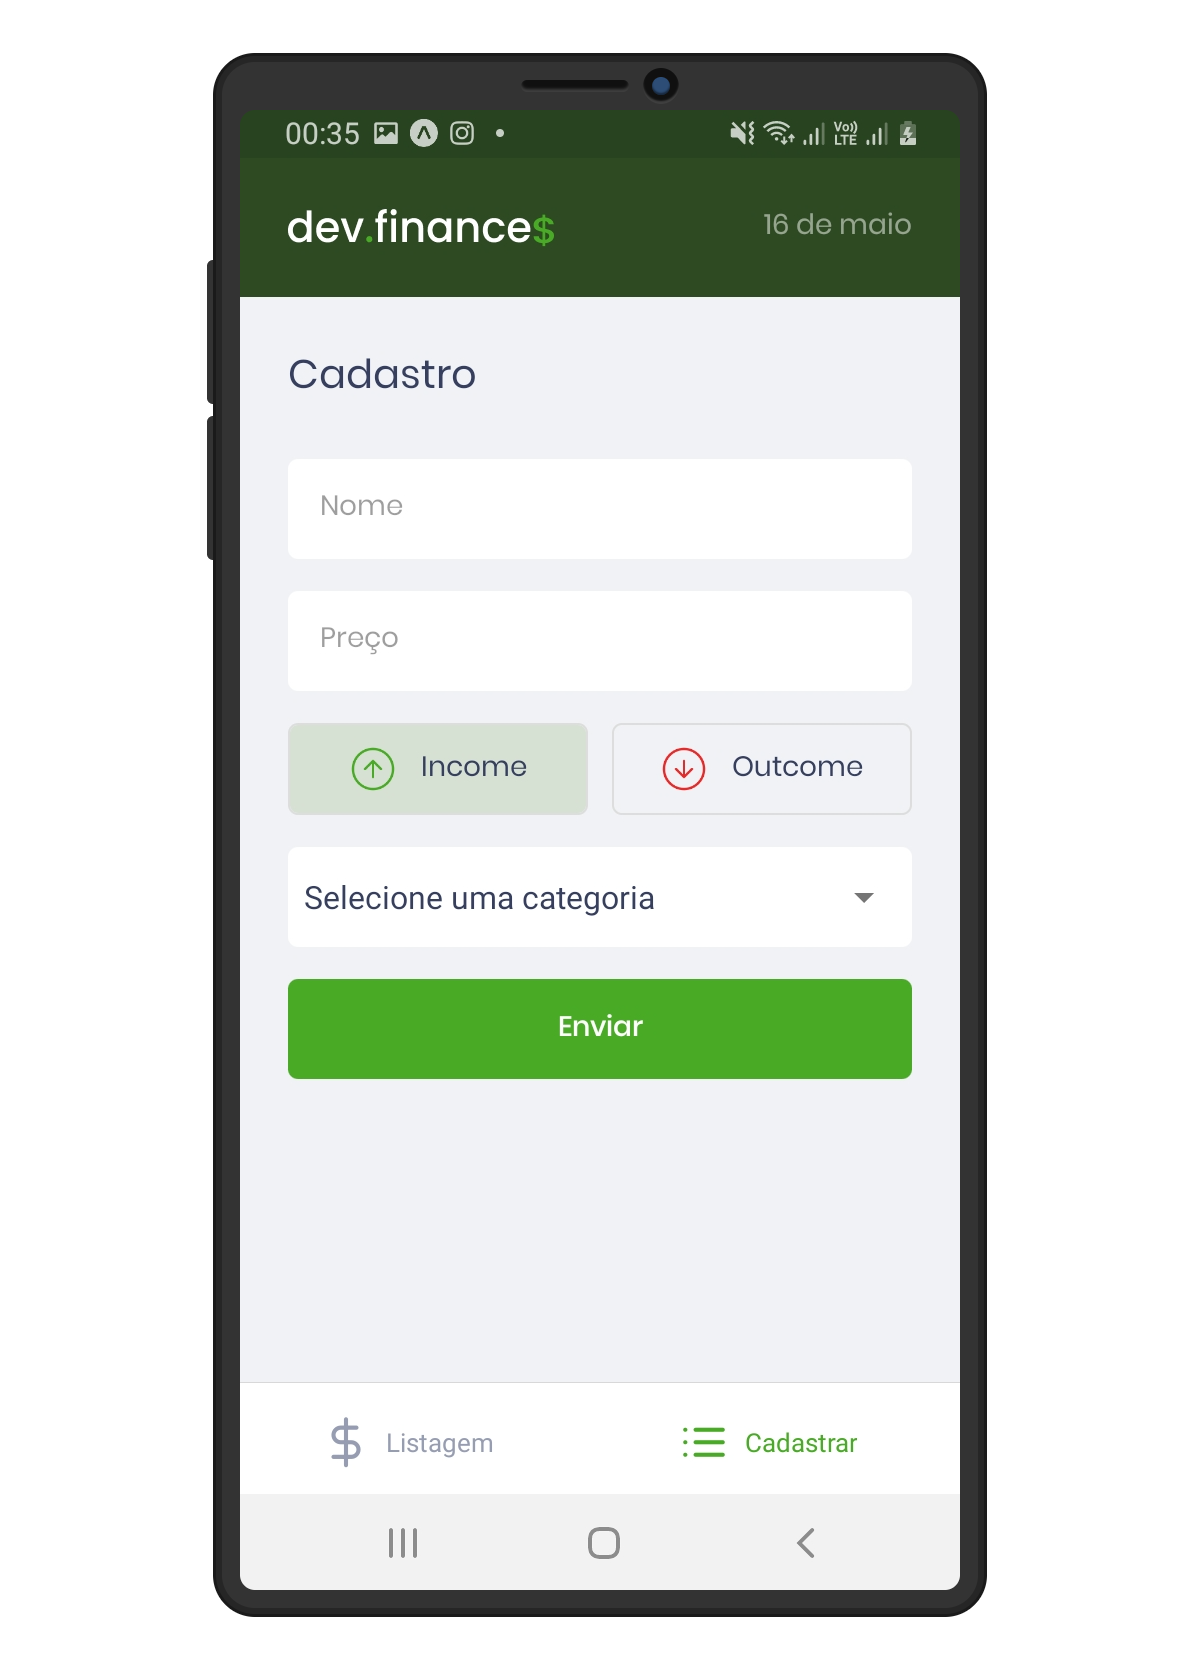 00:35 Vo)) LTE
dev.finance$ 16 de maio
Cadastro
Nome
Preço
Income Outcome
Selecione uma categoria
Enviar
Listagem Cadastrar